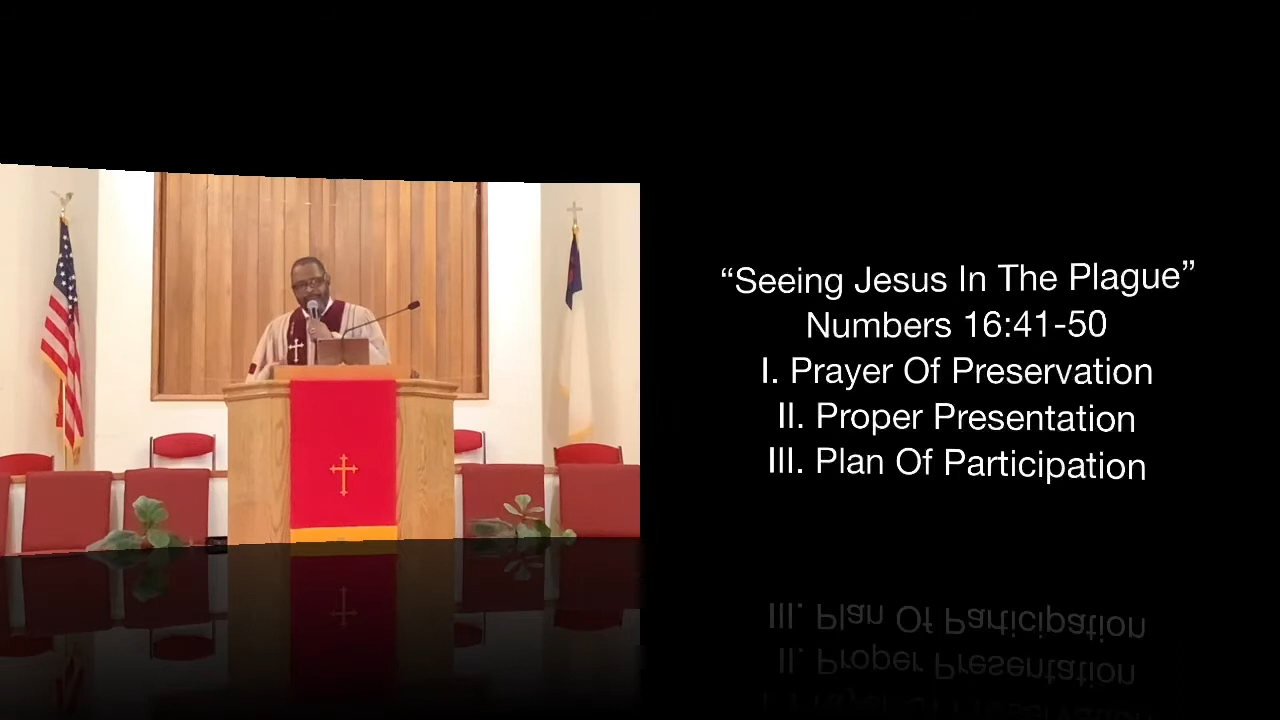 “Seeing Jesus In The Plague”
Numbers 16:41-50
I. Prayer Of Preservation
II. Proper Presentation
III. Plan Of Participation